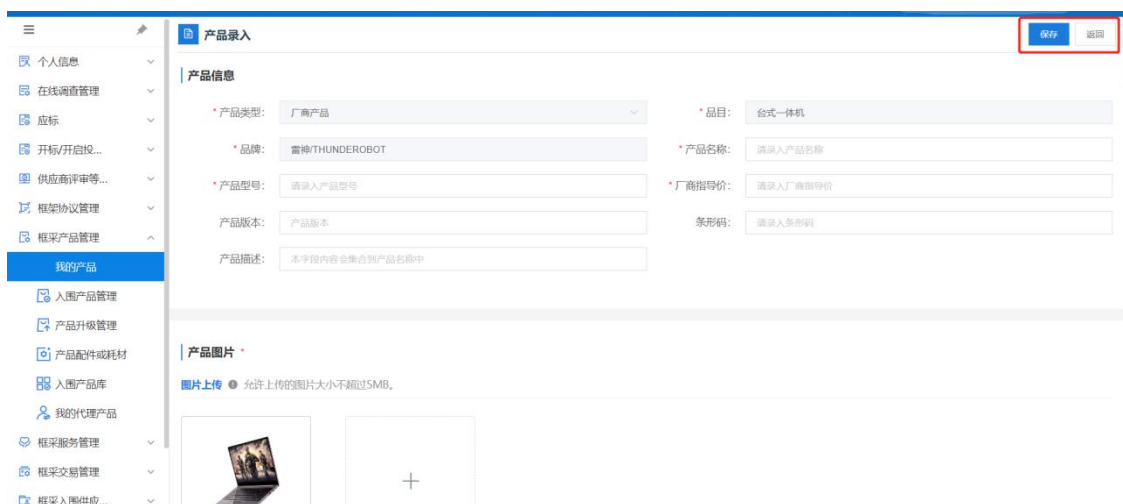 产品录入
保存
返回
个人信息
在线调查管理
应标
开标/开启投...
供应商评审等...
框架协议管理
框采产品管理
我的产品
入围产品管理
产品升级管理
产品配件或耗材
入围产品库
我的代理产品
框采服务管理
框采交易管理
框采入围供应...
产品信息
* 产品类型: 厂商产品
* 品目: 台式一体机
* 品牌: 雷神/THUNDEROBOT
* 产品名称: 请录入产品名称
* 产品型号: 请录入产品型号
* 厂商指导价: 请录入厂商指导价
产品版本: 产品版本
条形码: 请录入条形码
产品描述: 本字段内容会集合到产品名称中
产品图片 *
图片上传 允许上传的图片大小不超过5MB。